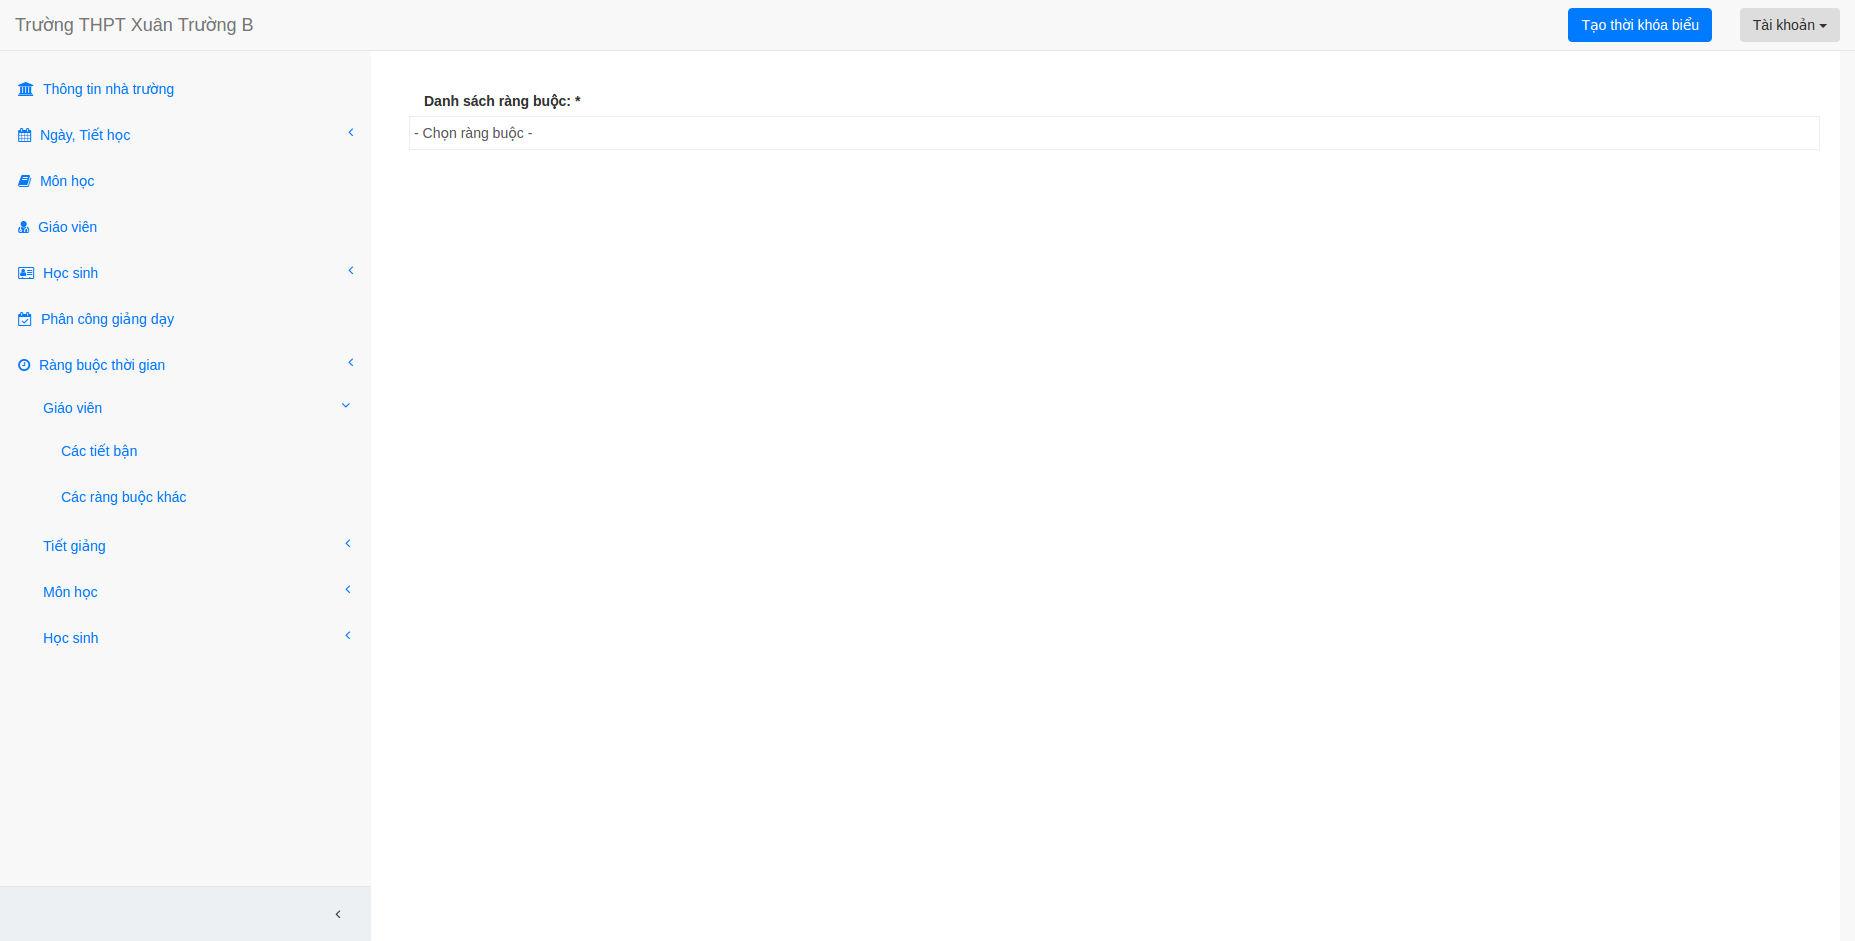 Trường THPT Xuân Trường B
Tạo thời khóa biểu
Tài khoản
Thông tin nhà trường
Ngày, Tiết học
Môn học
Giáo viên
Học sinh
Phân công giảng dạy
Ràng buộc thời gian
Giáo viên
Các tiết bận
Các ràng buộc khác
Tiết giảng
Môn học
Học sinh
Danh sách ràng buộc: *
- Chọn ràng buộc -